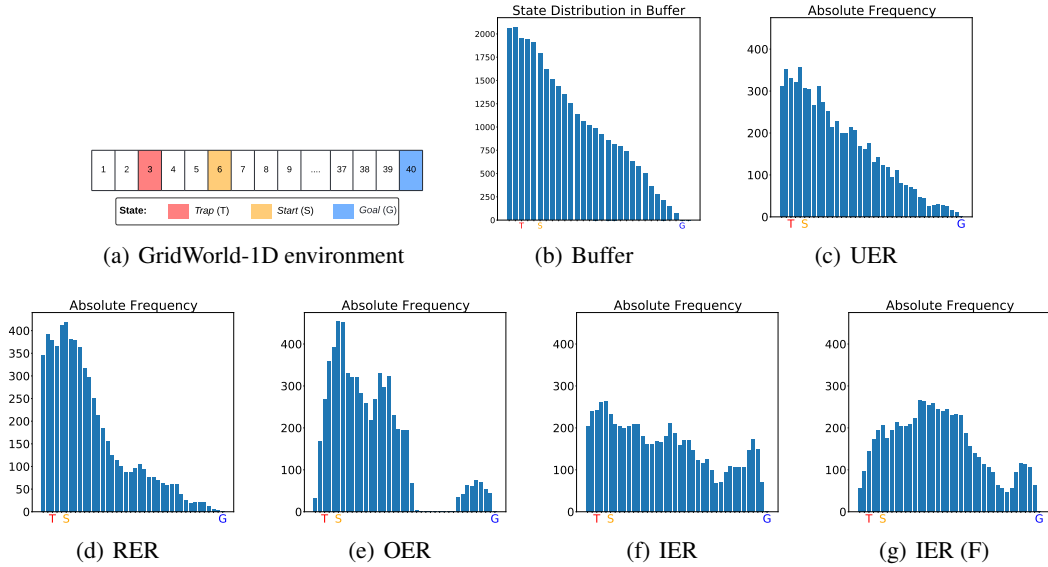 State Distribution in Buffer
2000
1750
1500
1250
1000
750
500
250
0
T S G
Absolute Frequency
400
300
200
100
0
T S G
1 2 3 4 5 6 7 8 9 .... 37 38 39 40
State: Trap (T) Start (S) Goal (G)
(a) GridWorld-1D environment
(b) Buffer
(c) UER
Absolute Frequency
400
350
300
250
200
150
100
50
0
T S G
(d) RER
Absolute Frequency
400
300
200
100
0
T S G
(e) OER
Absolute Frequency
400
300
200
100
0
T S G
(f) IER
Absolute Frequency
400
300
200
100
0
T S G
(g) IER (F)